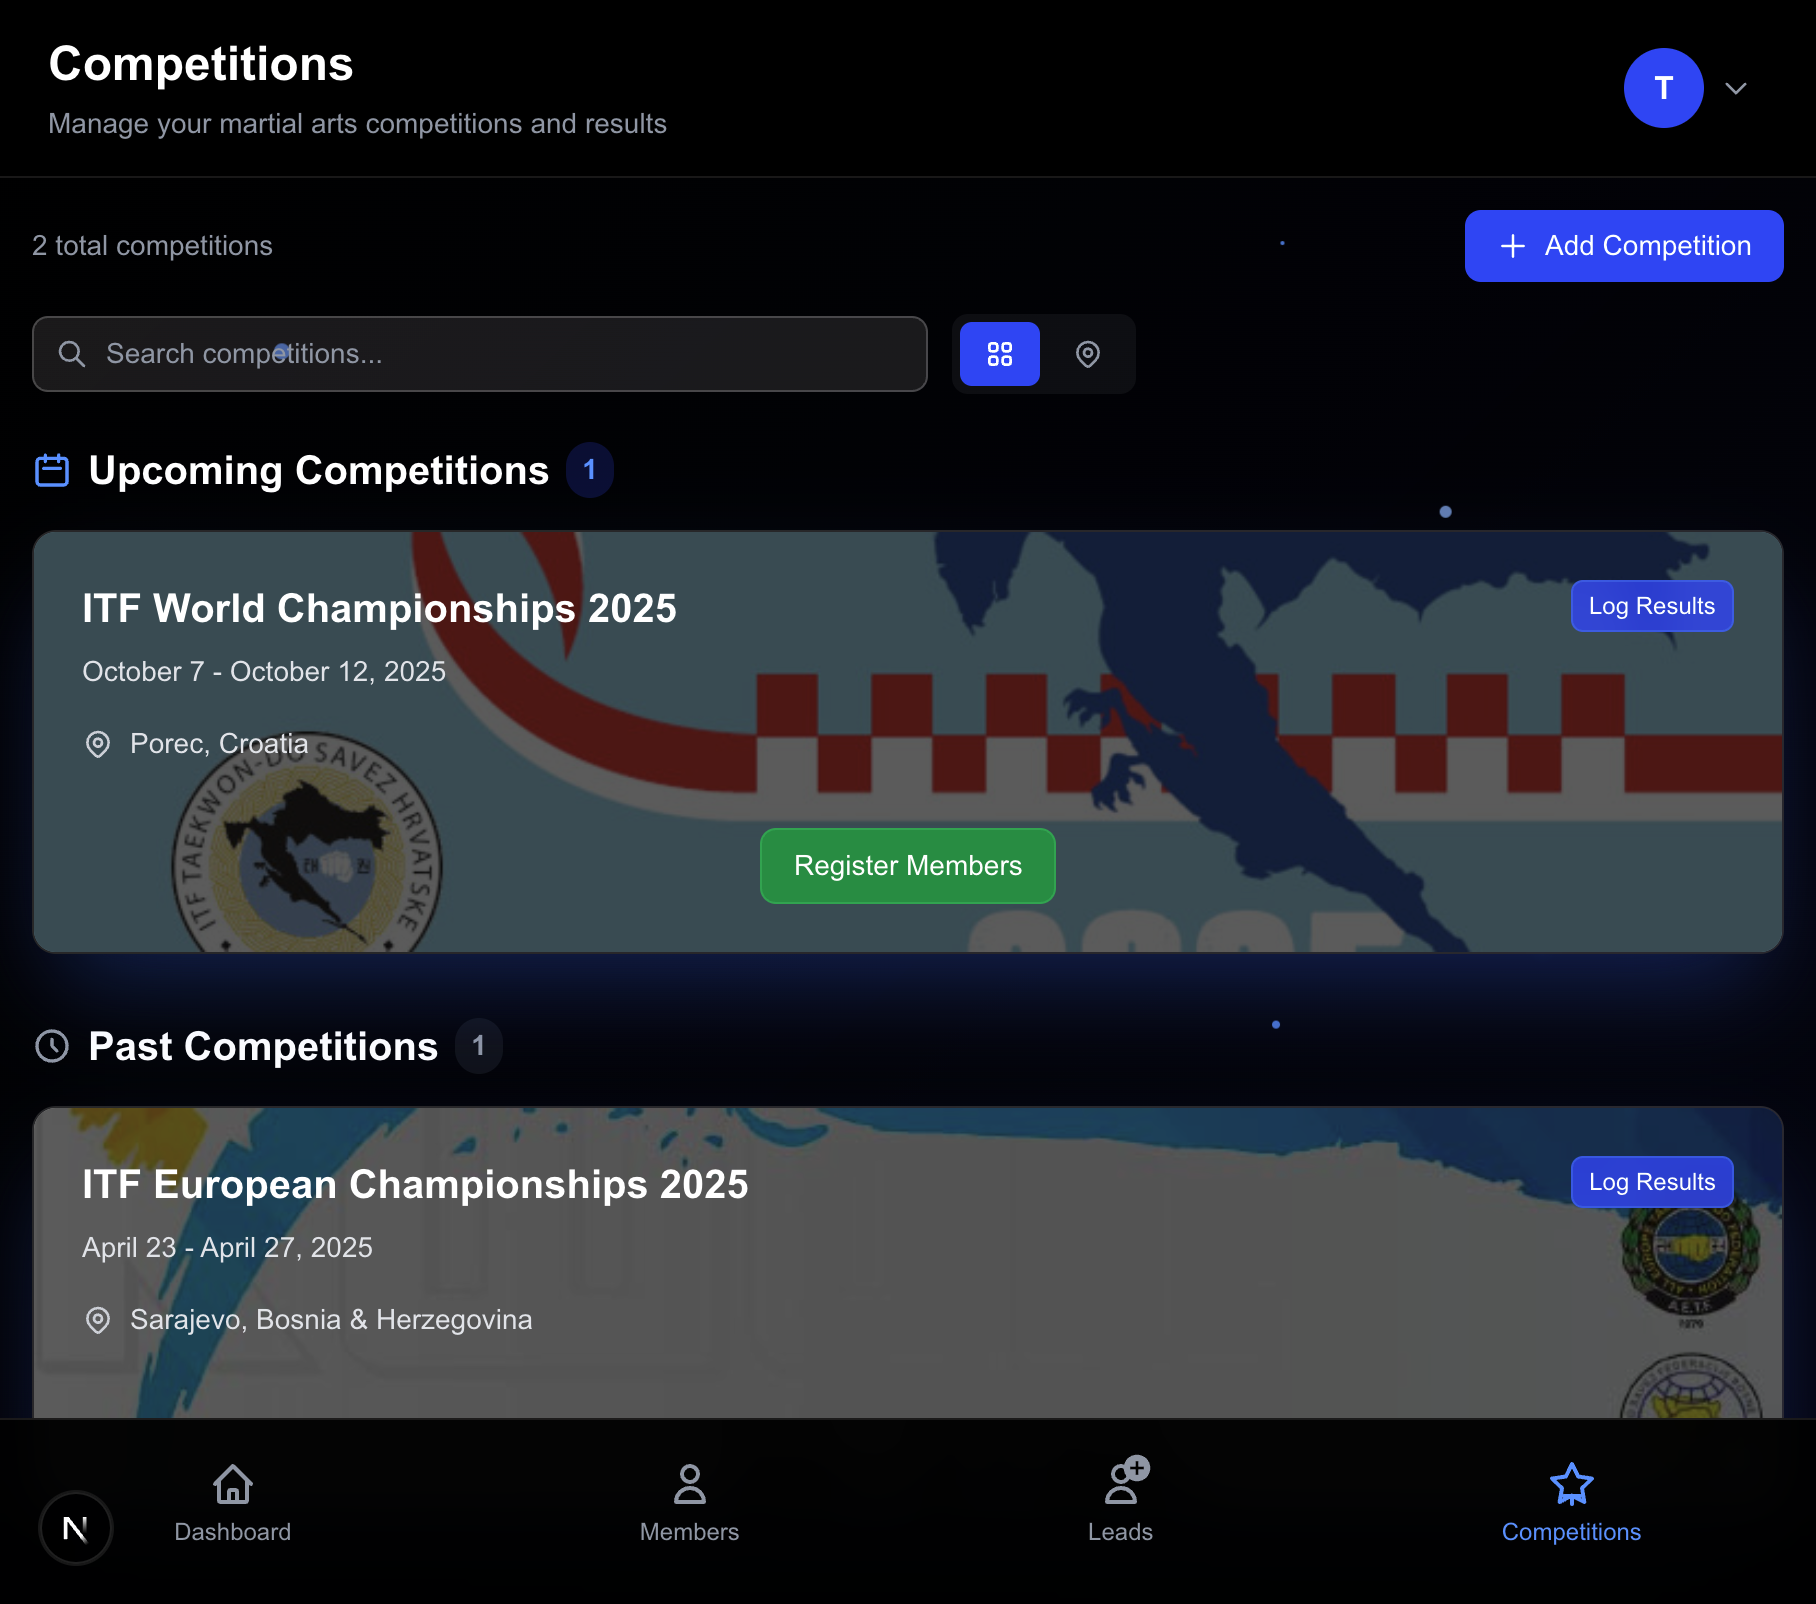 Competitions
Manage your martial arts competitions and results
T
2 total competitions
Add Competition
Search competitions...
Upcoming Competitions 1
ITF World Championships 2025
Log Results
October 7 - October 12, 2025
Porec, Croatia
ITF TAEKWON-DO SAVEZ HRVATSKE
태 권
Register Members
Past Competitions 1
ITF European Championships 2025
Log Results
April 23 - April 27, 2025
Sarajevo, Bosnia & Herzegovina
A.E.T.F.
1979
N
Dashboard
Members
Leads
Competitions